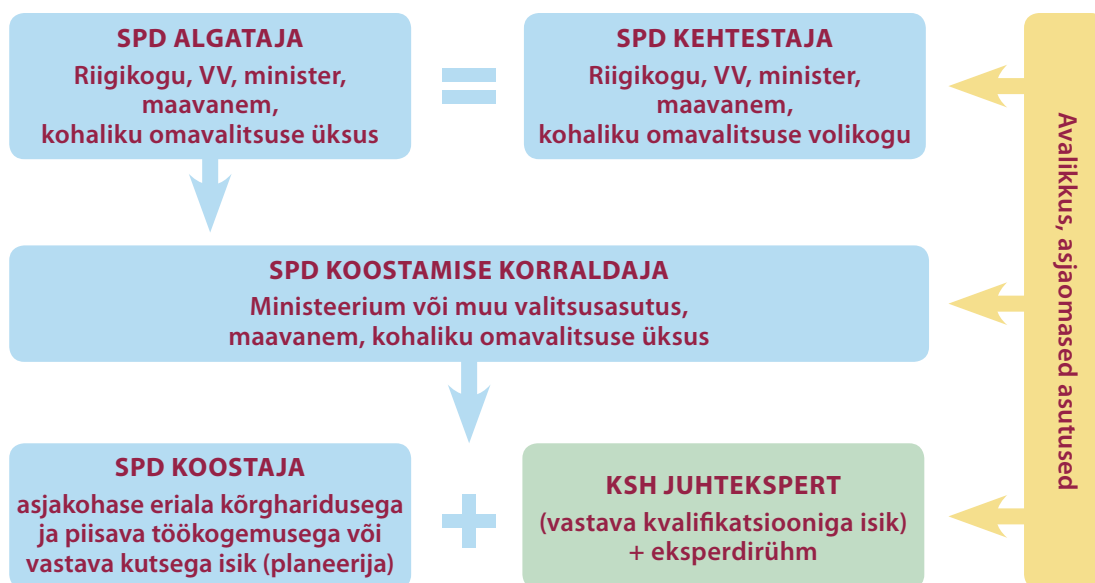 SPD ALGATAJA
Riigikogu, VV, minister,
maavanem,
kohaliku omavalitsuse üksus
=
SPD KEHTESTAJA
Riigikogu, VV, minister,
maavanem,
kohaliku omavalitsuse volikogu
SPD KOOSTAMISE KORRALDAJA
Ministeerium või muu valitsusasutus,
maavanem, kohaliku omavalitsuse üksus
SPD KOOSTAJA
asjakohase eriala kõrgharidusega
ja piisava töökogemusega või
vastava kutsega isik (planeerija)
+
KSH JUHTEKSPERT
(vastava kvalifikatsiooniga isik)
+ eksperdirühm
Avalikkus, asjaomased asutused